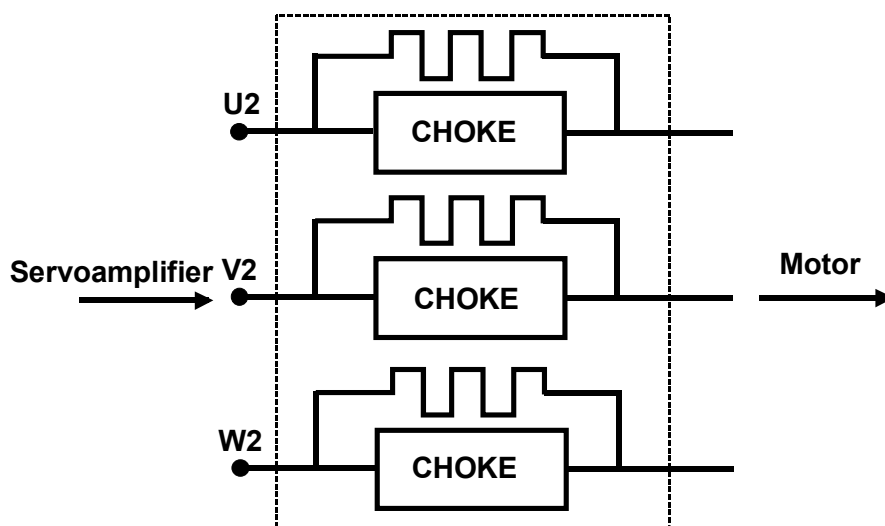 U2
CHOKE
Servoamplifier V2
CHOKE
Motor
W2
CHOKE